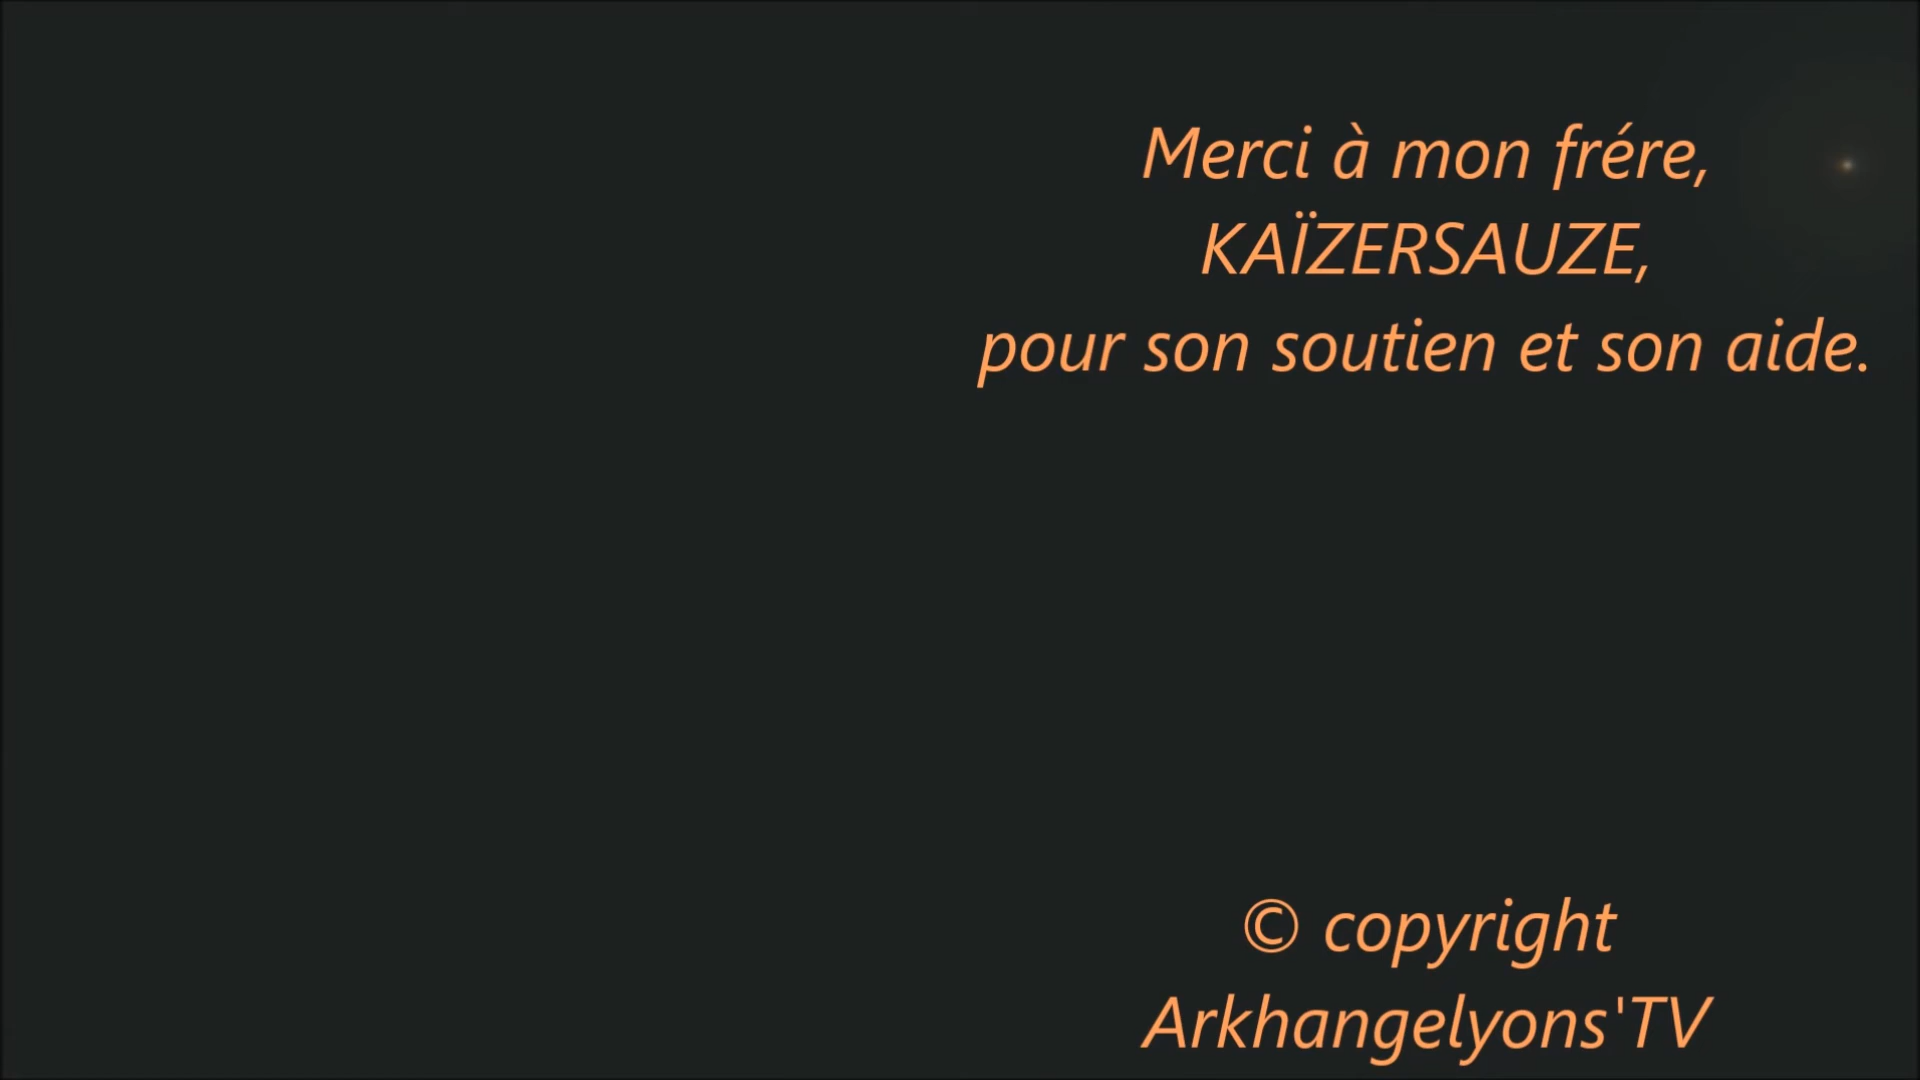 Merci à mon frére,
KAÏZERSAUZE,
pour son soutien et son aide.
© copyright
Arkhangelyons'TV